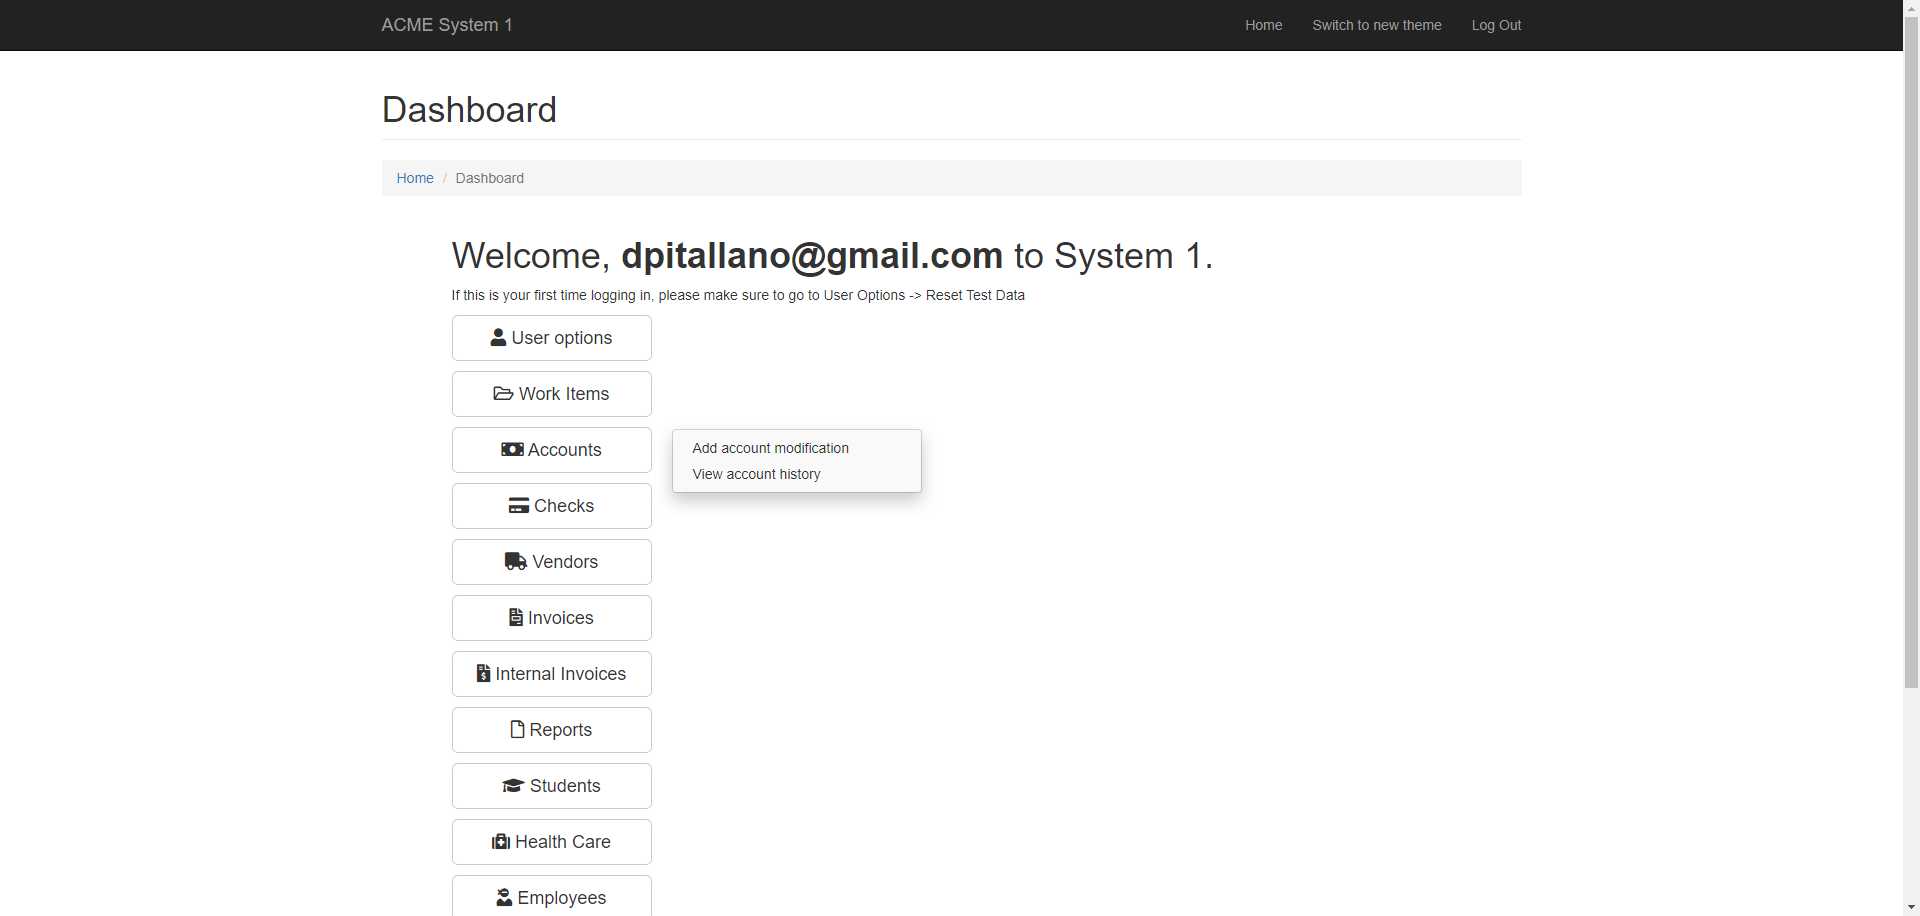 ACME System 1
Home
Switch to new theme
Log Out
Dashboard
Home / Dashboard
Welcome, dpitallano@gmail.com to System 1.
If this is your first time logging in, please make sure to go to User Options -> Reset Test Data
User options
Work Items
Accounts
Add account modification
View account history
Checks
Vendors
Invoices
Internal Invoices
Reports
Students
Health Care
Employees